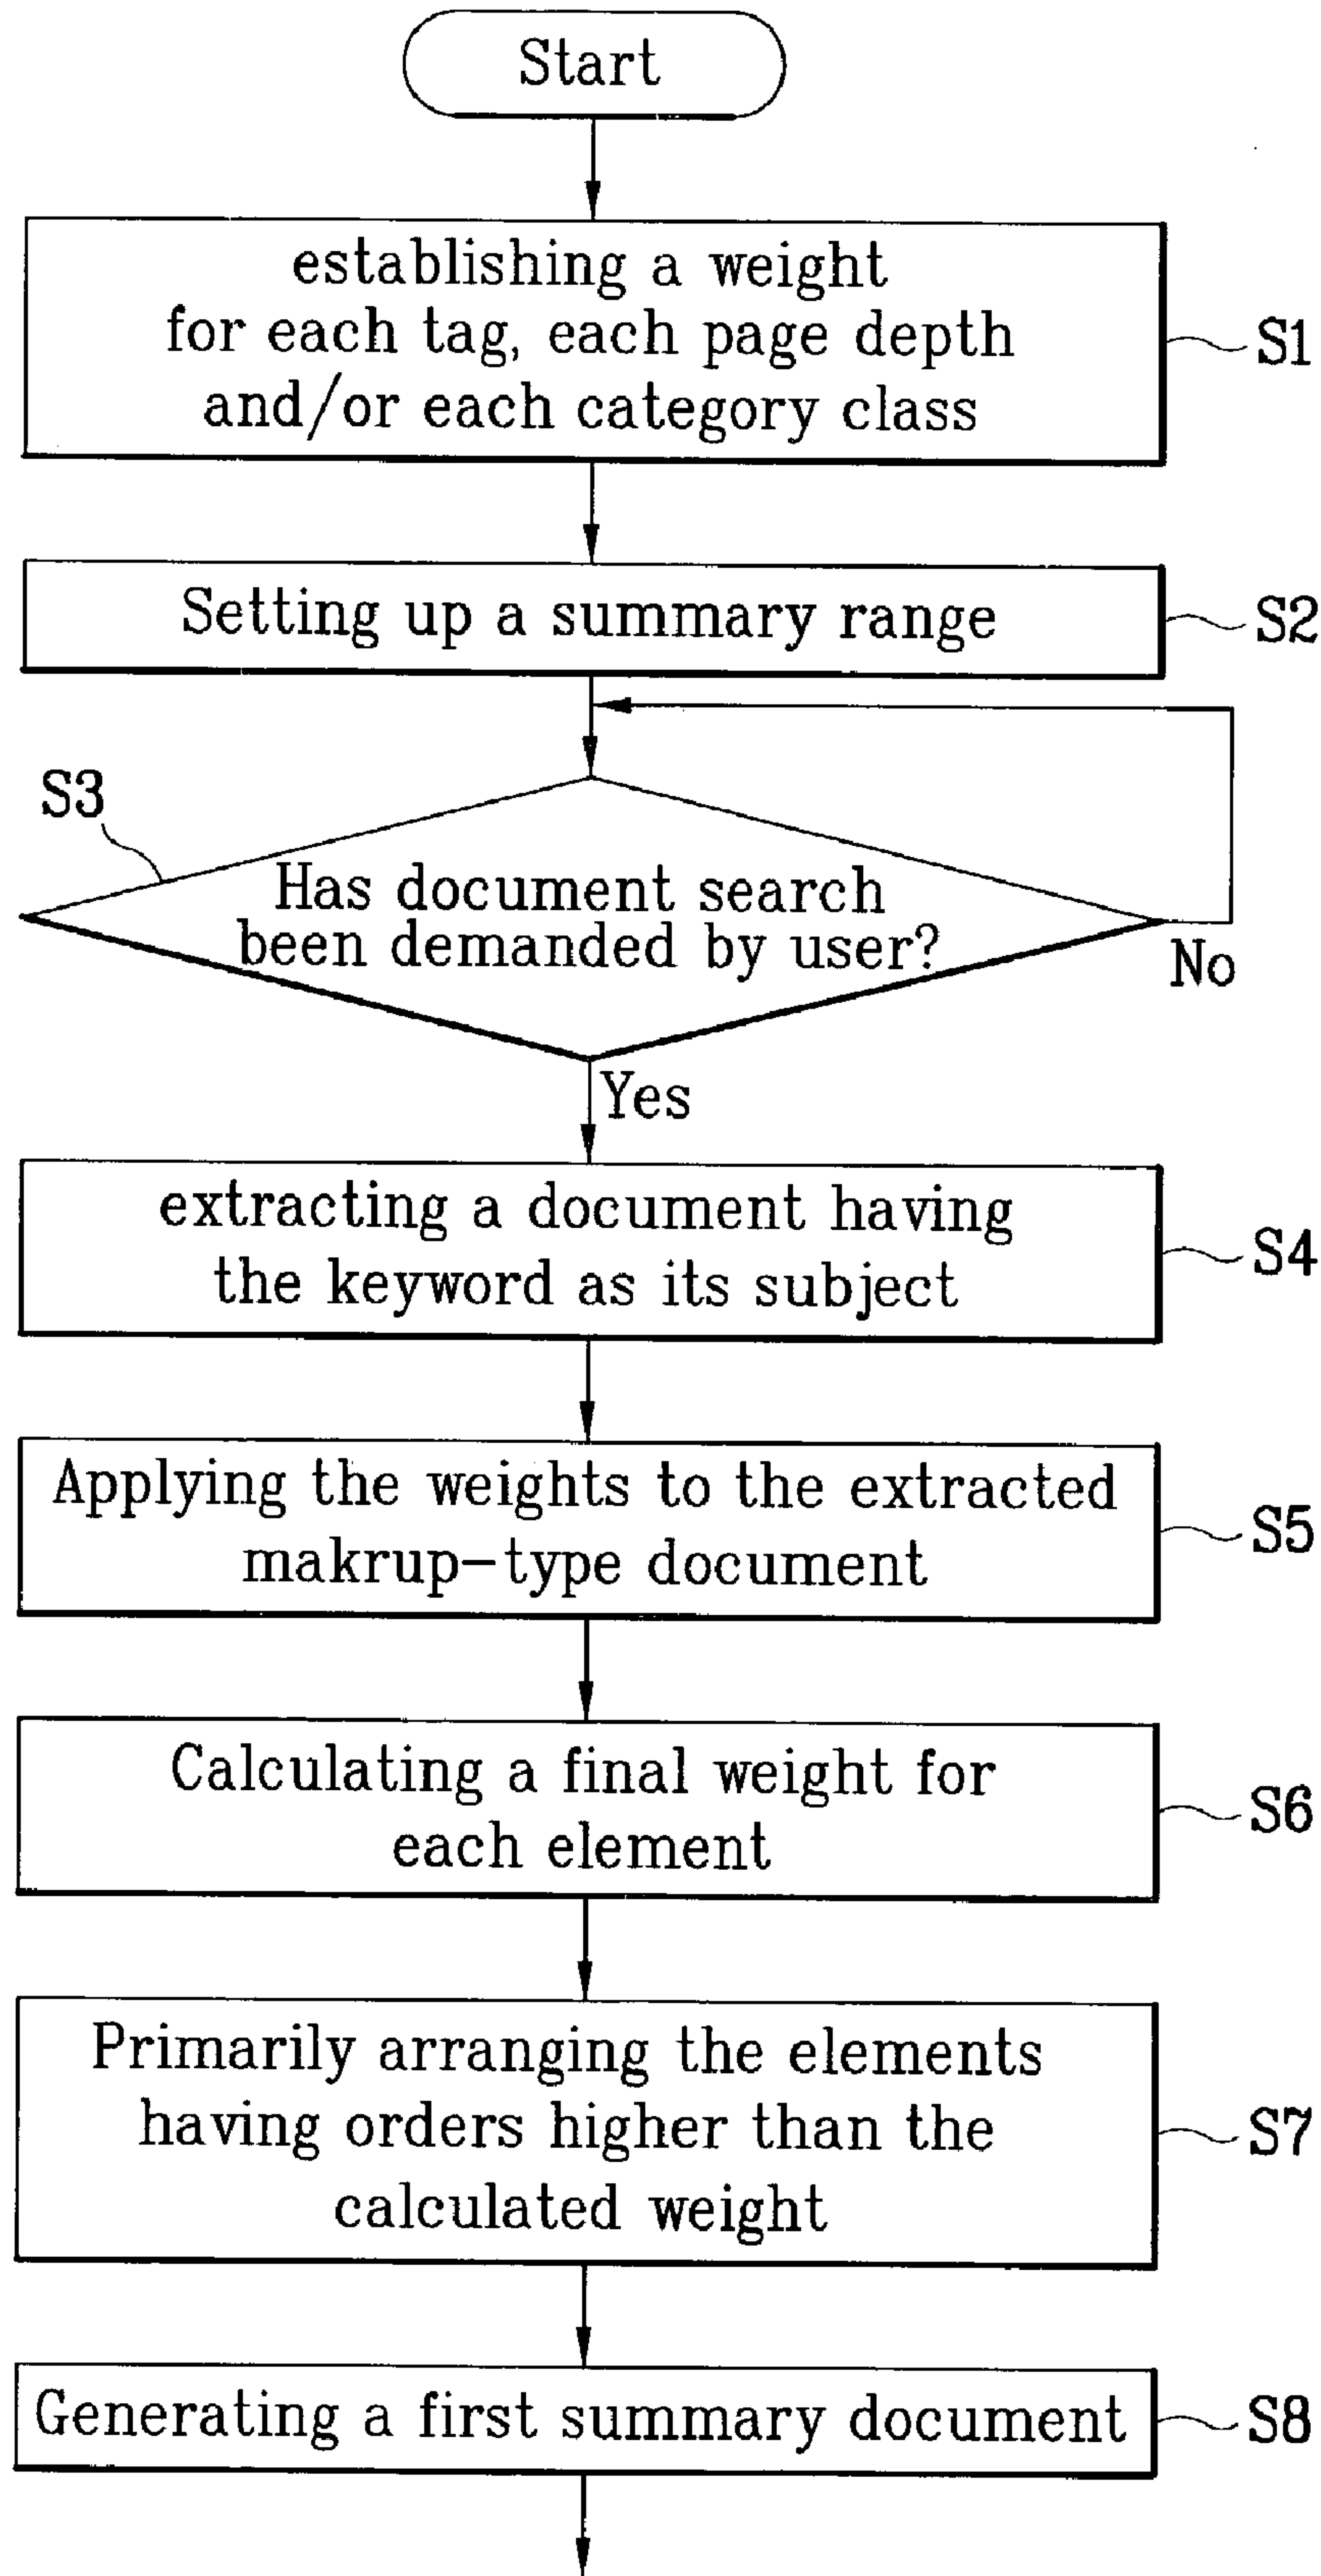 Start
establishing a weight
for each tag, each page depth
and/or each category class
S1
Setting up a summary range
S2
S3
Has document search
been demanded by user?
No
Yes
extracting a document having
the keyword as its subject
S4
Applying the weights to the extracted
makrup-type document
S5
Calculating a final weight for
each element
S6
Primarily arranging the elements
having orders higher than the
calculated weight
S7
Generating a first summary document
S8